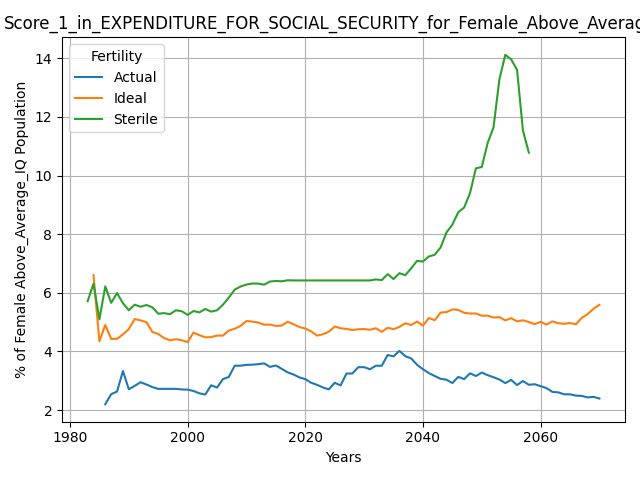 Score_1_in_EXPENDITURE_FOR_SOCIAL_SECURITY_for_Female_Above_Averag
Fertility
Actual
Ideal
Sterile
% of Female Above_Average_IQ Population
14
12
10
8
6
4
2
1980 2000 2020 2040 2060
Years